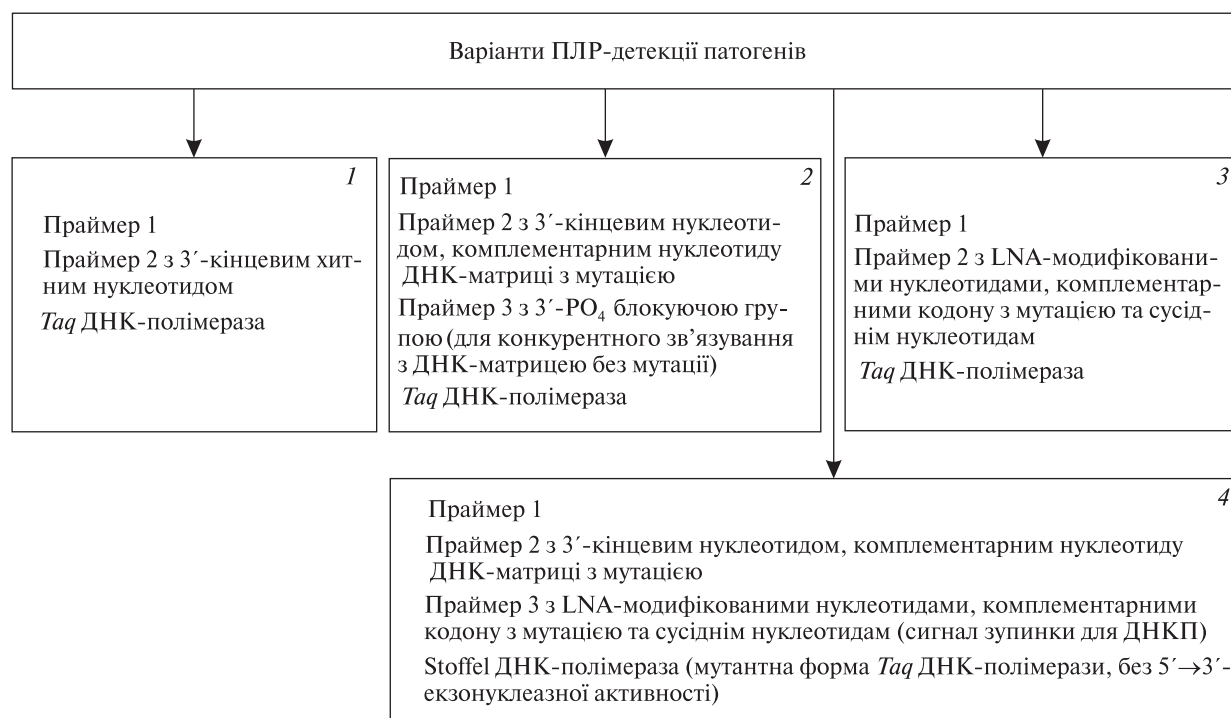 Варіанти ПЛР-детекції патогенів
1
Праймер 1
Праймер 2 з 3´-кінцевим хит-
ним нуклеотидом
Taq ДНК-полімераза
2
Праймер 1
Праймер 2 з 3´-кінцевим нуклеоти-
дом, комплементарним нуклеотиду
ДНК-матриці з мутацією
Праймер 3 з 3´-PO₄ блокуючою гру-
пою (для конкурентного зв’язування
з ДНК-матрицею без мутації)
Taq ДНК-полімераза
3
Праймер 1
Праймер 2 з LNA-модифіковани-
ми нуклеотидами, комплементар-
ними кодону з мутацією та сусід-
нім нуклеотидам
Taq ДНК-полімераза
4
Праймер 1
Праймер 2 з 3´-кінцевим нуклеотидом, комплементарним нуклеотиду
ДНК-матриці з мутацією
Праймер 3 з LNA-модифікованими нуклеотидами, комплементарними
кодону з мутацією та сусіднім нуклеотидам (сигнал зупинки для ДНКП)
Stoffel ДНК-полімераза (мутантна форма Taq ДНК-полімерази, без 5´→3´-
екзонуклеазної активності)